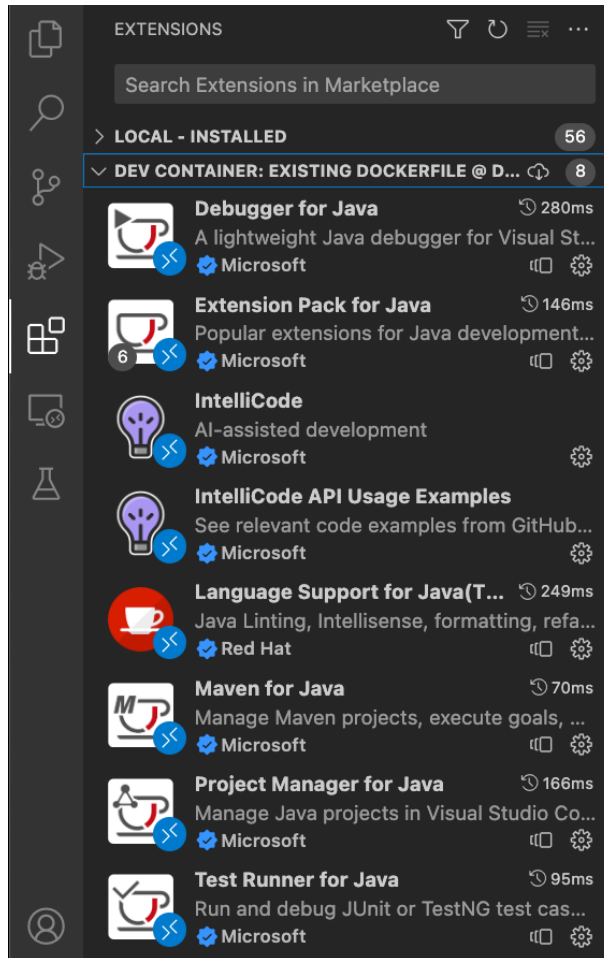 EXTENSIONS
Search Extensions in Marketplace
LOCAL - INSTALLED 56
DEV CONTAINER: EXISTING DOCKERFILE @ D... 8
Debugger for Java 280ms
A lightweight Java debugger for Visual St...
Microsoft
Extension Pack for Java 146ms
Popular extensions for Java development...
6 Microsoft
IntelliCode
AI-assisted development
Microsoft
IntelliCode API Usage Examples
See relevant code examples from GitHub...
Microsoft
Language Support for Java(T... 249ms
Java Linting, Intellisense, formatting, refa...
Red Hat
Maven for Java 70ms
M
Manage Maven projects, execute goals, ...
Microsoft
Project Manager for Java 166ms
Manage Java projects in Visual Studio Co...
Microsoft
Test Runner for Java 95ms
Run and debug JUnit or TestNG test cas...
Microsoft